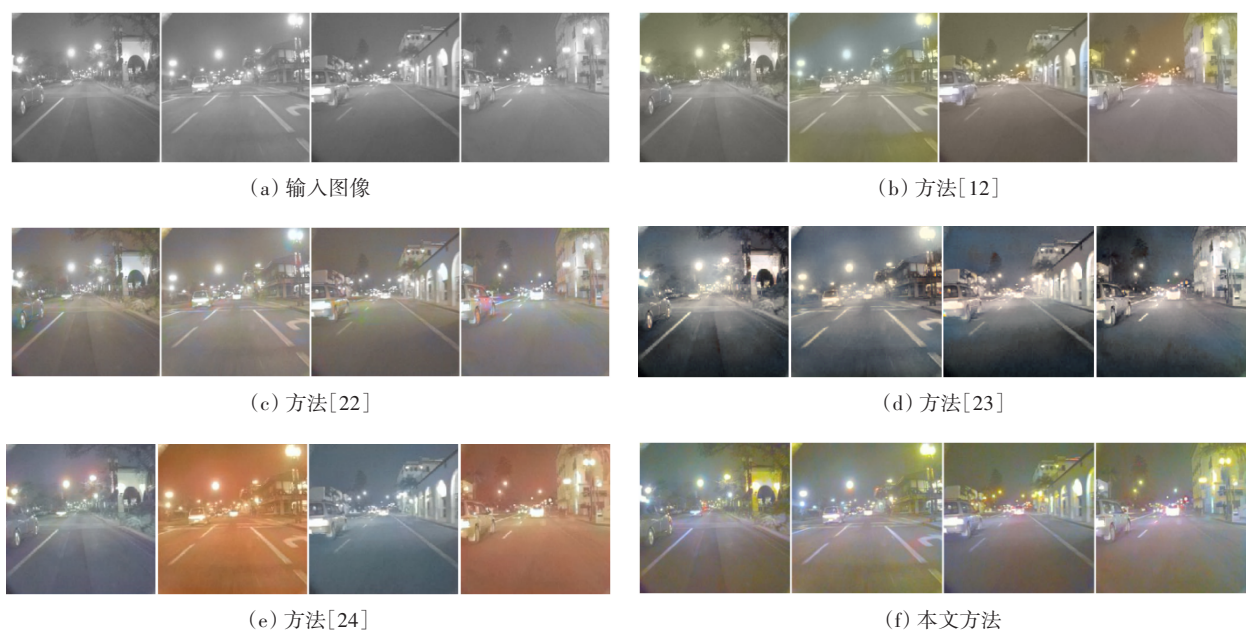 (a) 输入图像
(b) 方法[12]
(c) 方法[22]
(d) 方法[23]
(e) 方法[24]
(f) 本文方法